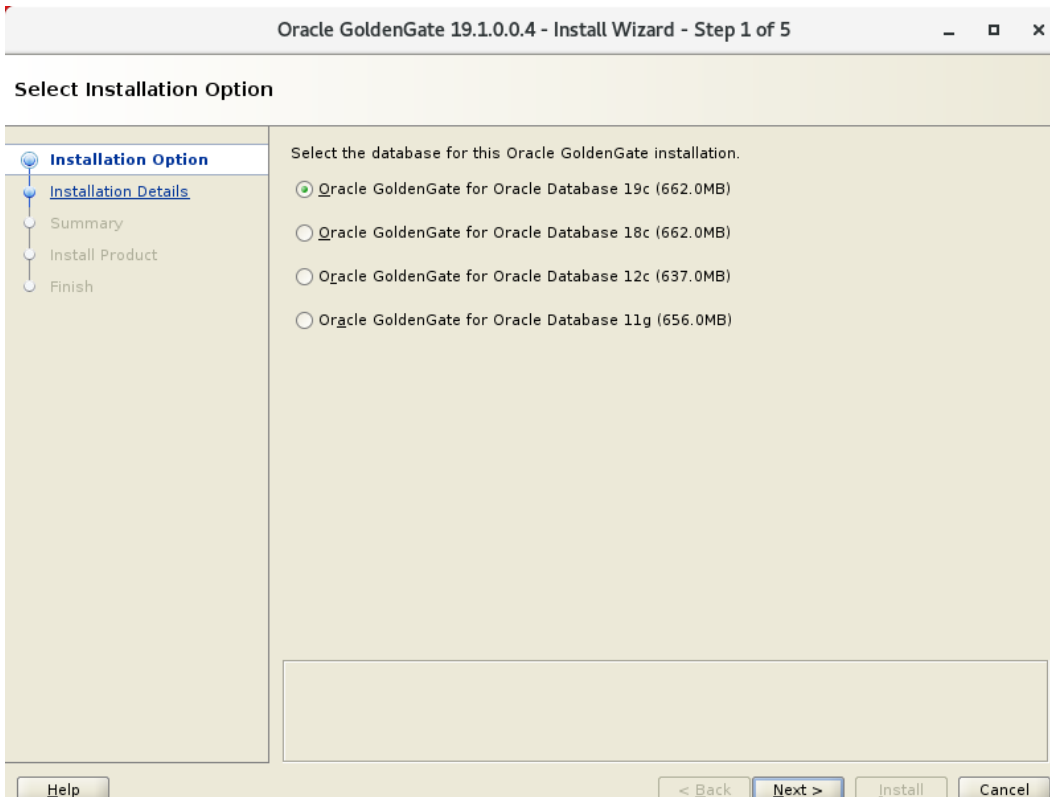 Oracle GoldenGate 19.1.0.0.4 - Install Wizard - Step 1 of 5
Select Installation Option
Installation Option
Installation Details
Summary
Install Product
Finish
Select the database for this Oracle GoldenGate installation.
Oracle GoldenGate for Oracle Database 19c (662.0MB)
Oracle GoldenGate for Oracle Database 18c (662.0MB)
Oracle GoldenGate for Oracle Database 12c (637.0MB)
Oracle GoldenGate for Oracle Database 11g (656.0MB)
Help
< Back
Next >
Install
Cancel